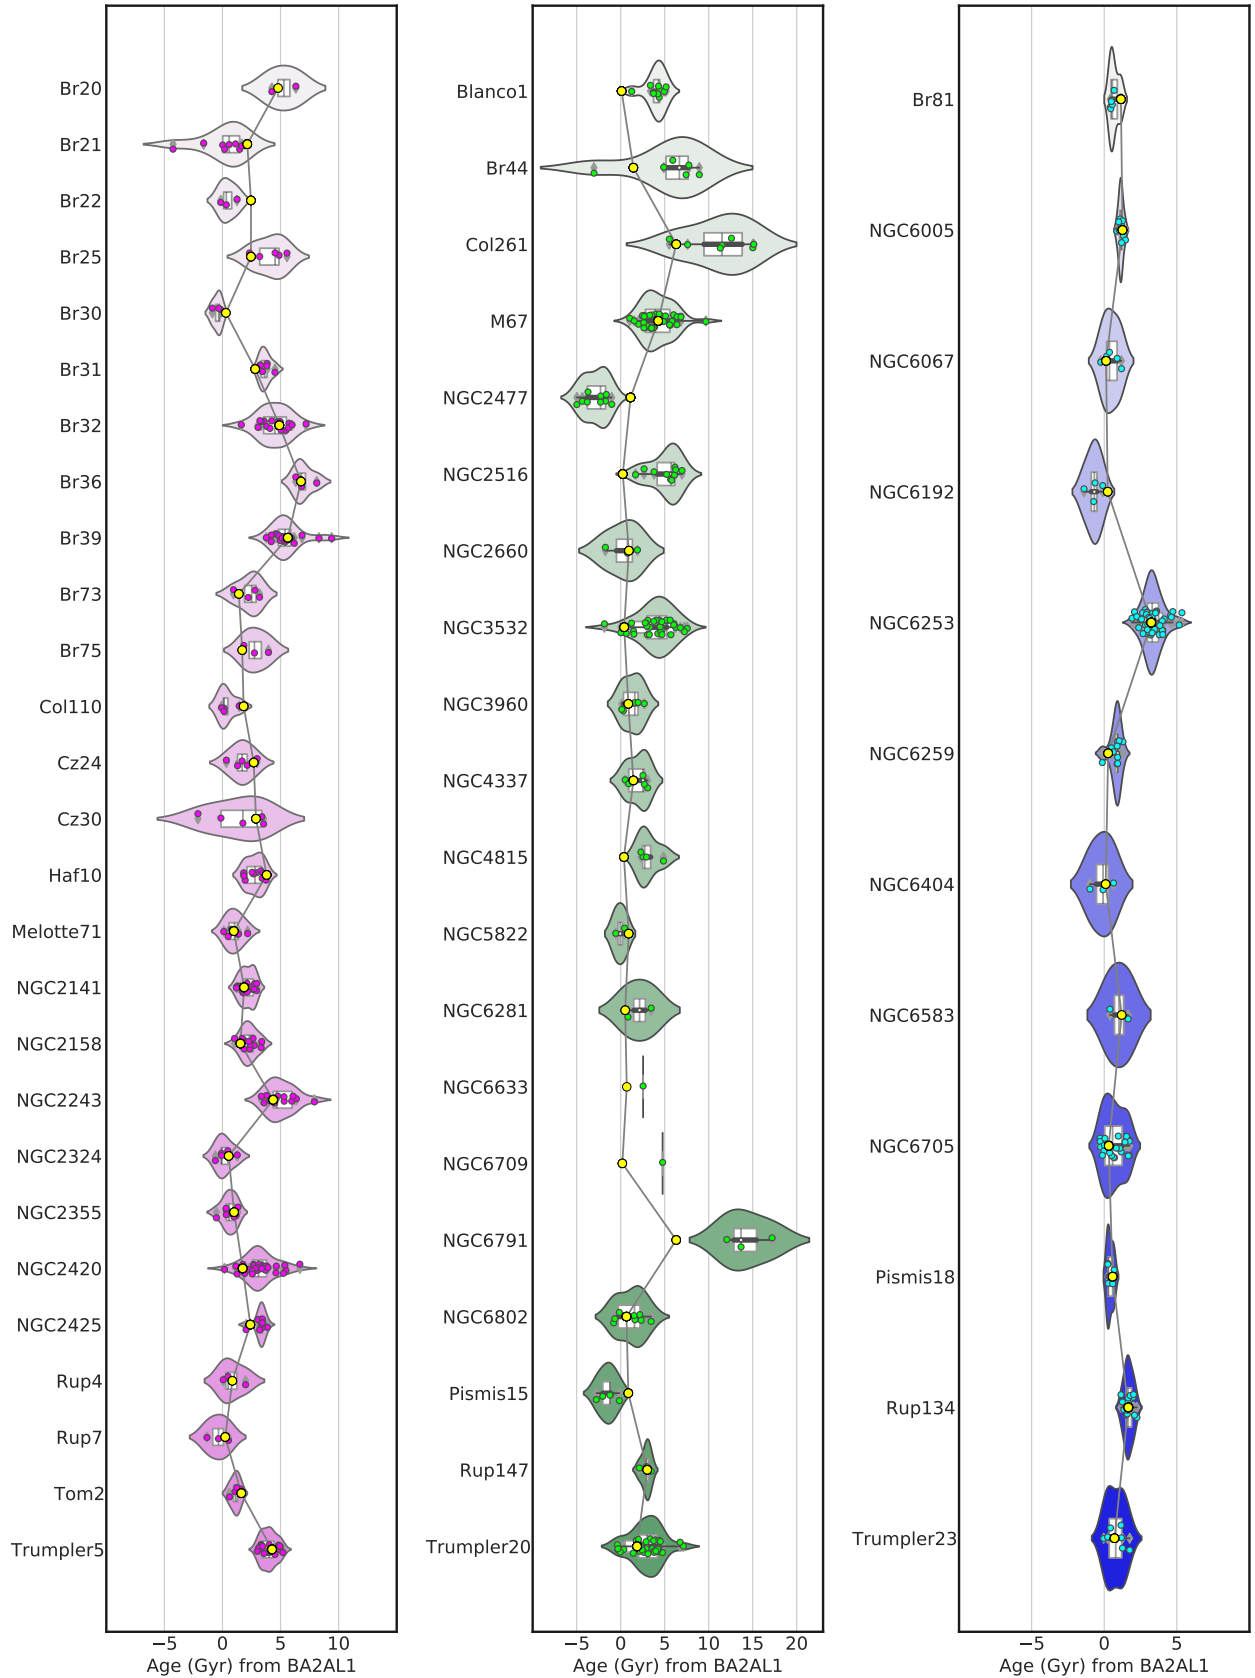 Br20
Br21
Br22
Br25
Br30
Br31
Br32
Br36
Br39
Br73
Br75
Col110
Cz24
Cz30
Haf10
Melotte71
NGC2141
NGC2158
NGC2243
NGC2324
NGC2355
NGC2420
NGC2425
Rup4
Rup7
Tom2
Trumpler5
−5 0 5 10
Age (Gyr) from BA2AL1
Blanco1
Br44
Col261
M67
NGC2477
NGC2516
NGC2660
NGC3532
NGC3960
NGC4337
NGC4815
NGC5822
NGC6281
NGC6633
NGC6709
NGC6791
NGC6802
Pismis15
Rup147
Trumpler20
−5 0 5 10 15 20
Age (Gyr) from BA2AL1
Br81
NGC6005
NGC6067
NGC6192
NGC6253
NGC6259
NGC6404
NGC6583
NGC6705
Pismis18
Rup134
Trumpler23
0 5
Age (Gyr) from BA2AL1